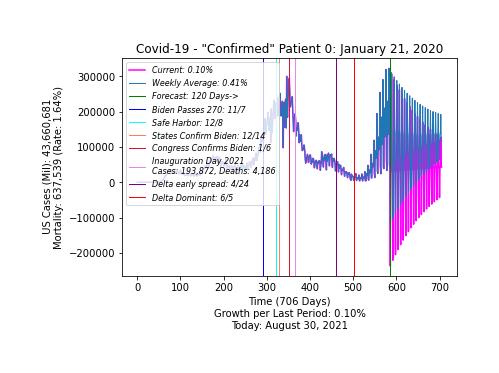 Covid-19 - "Confirmed" Patient 0: January 21, 2020
Current: 0.10%
Weekly Average: 0.41%
Forecast: 120 Days->
Biden Passes 270: 11/7
Safe Harbor: 12/8
States Confirm Biden: 12/14
Congress Confirms Biden: 1/6
Inauguration Day 2021
Cases: 193,872, Deaths: 4,186
Delta early spread: 4/24
Delta Dominant: 6/5
300000
200000
100000
0
−100000
−200000
US Cases (Mil): 43,660,681
Mortality: 637,539 (Rate: 1.64%)
0 100 200 300 400 500 600 700
Time (706 Days)
Growth per Last Period: 0.10%
Today: August 30, 2021